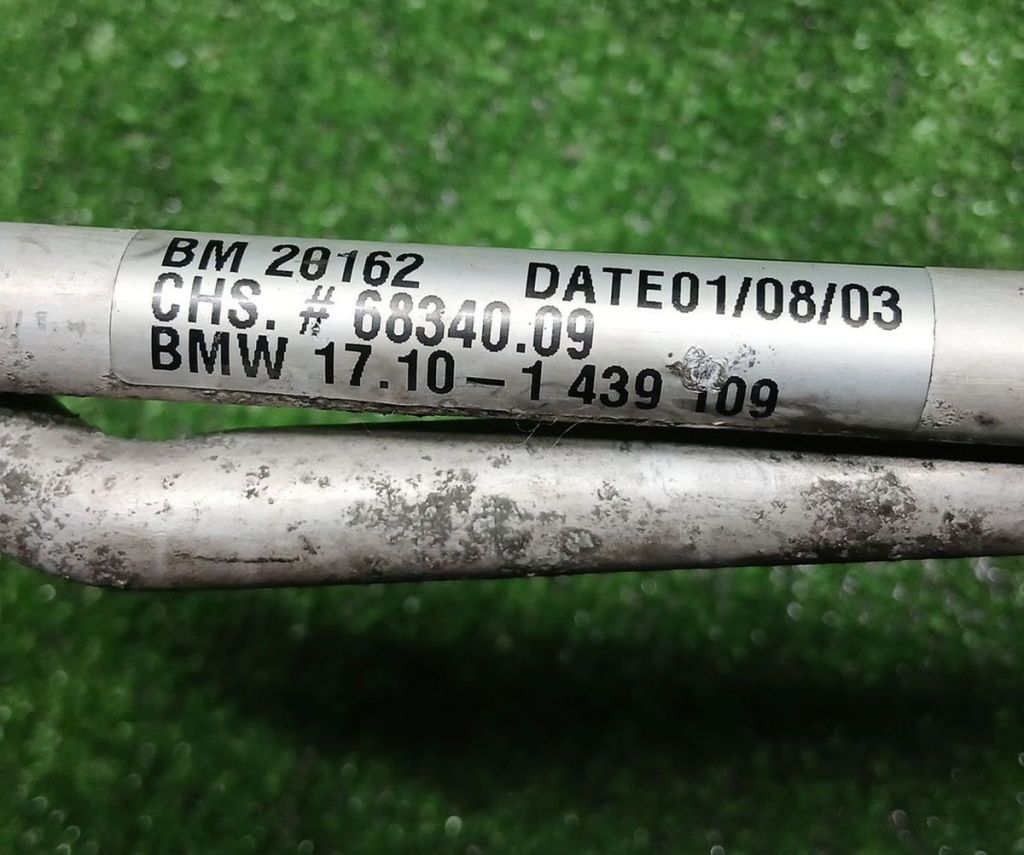 BM 20162 DATE01/08/03
CHS. # 68340.09
BMW 17.10-1 439 109